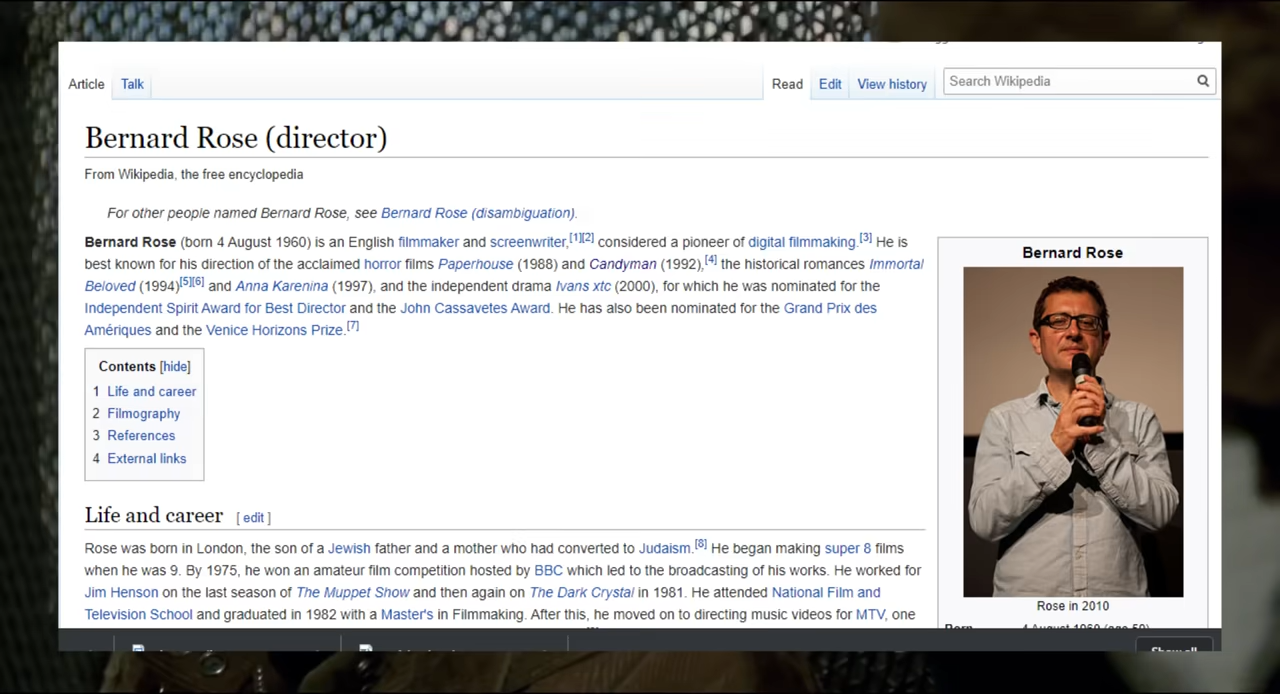 Article
Talk
Read
Edit
View history
Search Wikipedia
Bernard Rose (director)
From Wikipedia, the free encyclopedia
For other people named Bernard Rose, see Bernard Rose (disambiguation).
Bernard Rose (born 4 August 1960) is an English filmmaker and screenwriter,[1][2] considered a pioneer of digital filmmaking.[3] He is
best known for his direction of the acclaimed horror films Paperhouse (1988) and Candyman (1992),[4] the historical romances Immortal
Beloved (1994)[5][6] and Anna Karenina (1997), and the independent drama Ivans xtc (2000), for which he was nominated for the
Independent Spirit Award for Best Director and the John Cassavetes Award. He has also been nominated for the Grand Prix des
Amériques and the Venice Horizons Prize.[7]
Contents [hide]
1 Life and career
2 Filmography
3 References
4 External links
Life and career [ edit ]
Rose was born in London, the son of a Jewish father and a mother who had converted to Judaism.[8] He began making super 8 films
when he was 9. By 1975, he won an amateur film competition hosted by BBC which led to the broadcasting of his works. He worked for
Jim Henson on the last season of The Muppet Show and then again on The Dark Crystal in 1981. He attended National Film and
Television School and graduated in 1982 with a Master's in Filmmaking. After this, he moved on to directing music videos for MTV, one
Bernard Rose
Rose in 2010
Born 4 August 1960 (age 59)
Show all